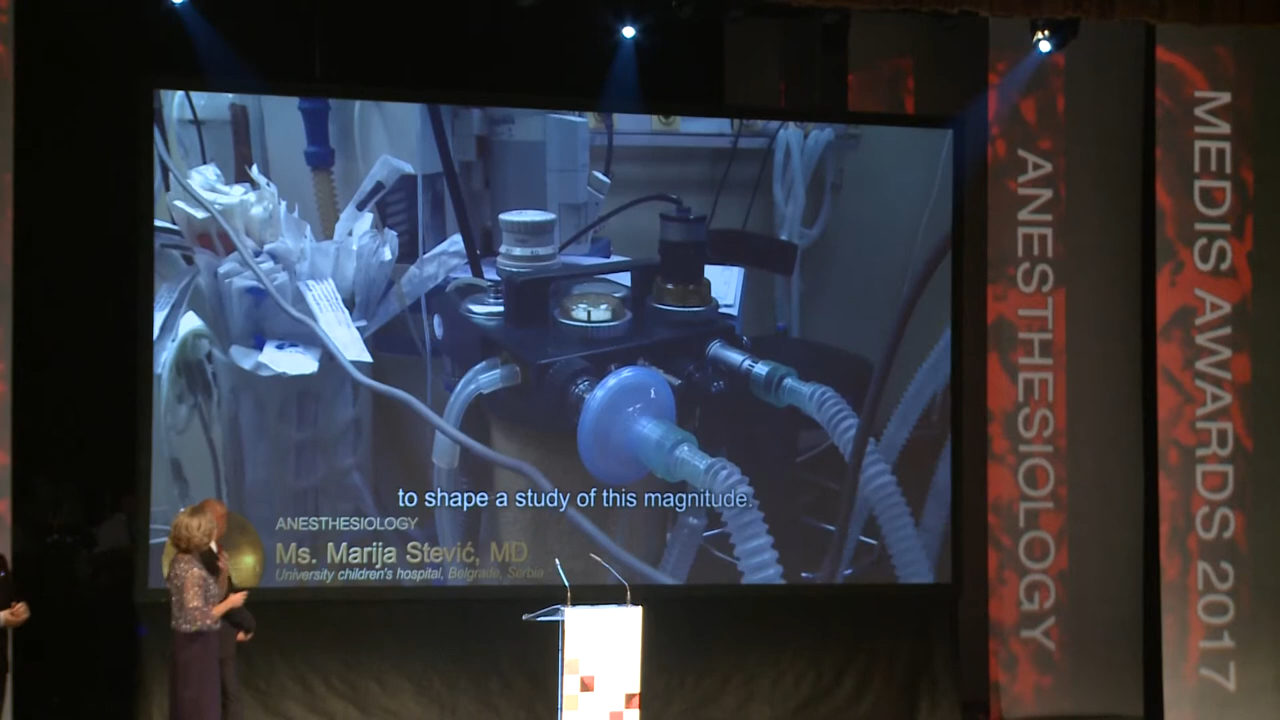 to shape a study of this magnitude.
ANESTHESIOLOGY
Ms. Marija Stević, MD
University children's hospital, Belgrade, Serbia
ANESTHESIOLOGY
MEDIS AWARDS 2017